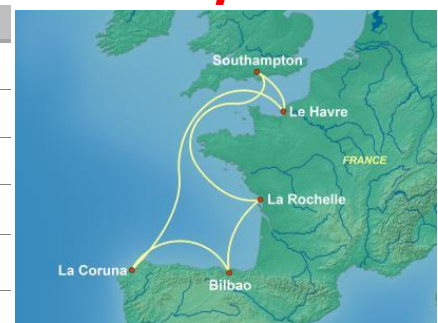 Southampton
Le Havre
FRANCE
La Rochelle
La Coruna
Bilbao